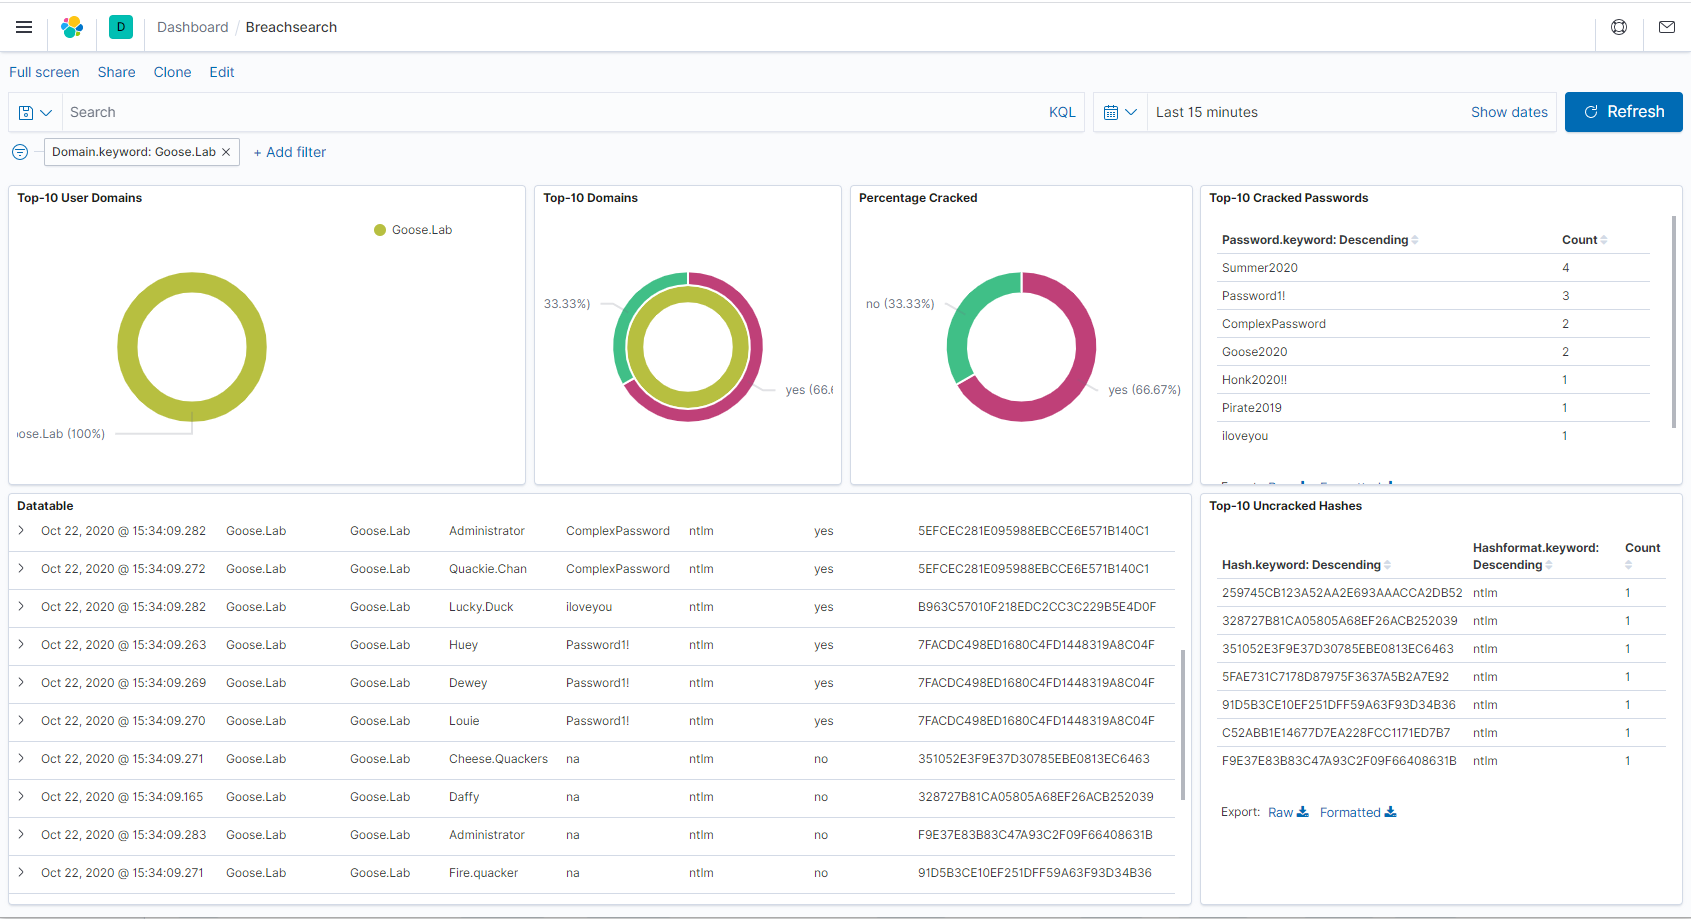 D Dashboard / Breachsearch
Full screen Share Clone Edit
Search KQL Last 15 minutes Show dates Refresh
Domain.keyword: Goose.Lab × + Add filter
Top-10 User Domains
Goose.Lab
oose.Lab (100%)
Top-10 Domains
33.33%)
yes (66.6
Percentage Cracked
no (33.33%)
yes (66.67%)
Top-10 Cracked Passwords
Password.keyword: Descending Count
Summer2020 4
Password1! 3
ComplexPassword 2
Goose2020 2
Honk2020!! 1
Pirate2019 1
iloveyou 1
Datatable
Oct 22, 2020 @ 15:34:09.282 Goose.Lab Goose.Lab Administrator ComplexPassword ntlm yes 5EFCEC281E095988EBCCE6E571B140C1
Oct 22, 2020 @ 15:34:09.272 Goose.Lab Goose.Lab Quackie.Chan ComplexPassword ntlm yes 5EFCEC281E095988EBCCE6E571B140C1
Oct 22, 2020 @ 15:34:09.282 Goose.Lab Goose.Lab Lucky.Duck iloveyou ntlm yes B963C57010F218EDC2CC3C229B5E4D0F
Oct 22, 2020 @ 15:34:09.263 Goose.Lab Goose.Lab Huey Password1! ntlm yes 7FACDC498ED1680C4FD1448319A8C04F
Oct 22, 2020 @ 15:34:09.269 Goose.Lab Goose.Lab Dewey Password1! ntlm yes 7FACDC498ED1680C4FD1448319A8C04F
Oct 22, 2020 @ 15:34:09.270 Goose.Lab Goose.Lab Louie Password1! ntlm yes 7FACDC498ED1680C4FD1448319A8C04F
Oct 22, 2020 @ 15:34:09.271 Goose.Lab Goose.Lab Cheese.Quackers na ntlm no 351052E3F9E37D30785EBE0813EC6463
Oct 22, 2020 @ 15:34:09.165 Goose.Lab Goose.Lab Daffy na ntlm no 328727B81CA05805A68EF26ACB252039
Oct 22, 2020 @ 15:34:09.283 Goose.Lab Goose.Lab Administrator na ntlm no F9E37E83B83C47A93C2F09F66408631B
Oct 22, 2020 @ 15:34:09.271 Goose.Lab Goose.Lab Fire.quacker na ntlm no 91D5B3CE10EF251DFF59A63F93D34B36
Top-10 Uncracked Hashes
Hash.keyword: Descending Hashformat.keyword: Descending Count
259745CB123A52AA2E693AAACCA2DB52 ntlm 1
328727B81CA05805A68EF26ACB252039 ntlm 1
351052E3F9E37D30785EBE0813EC6463 ntlm 1
5FAE731C7178D87975F3637A5B2A7E92 ntlm 1
91D5B3CE10EF251DFF59A63F93D34B36 ntlm 1
C52ABB1E14677D7EA228FCC1171ED7B7 ntlm 1
F9E37E83B83C47A93C2F09F66408631B ntlm 1
Export: Raw Formatted